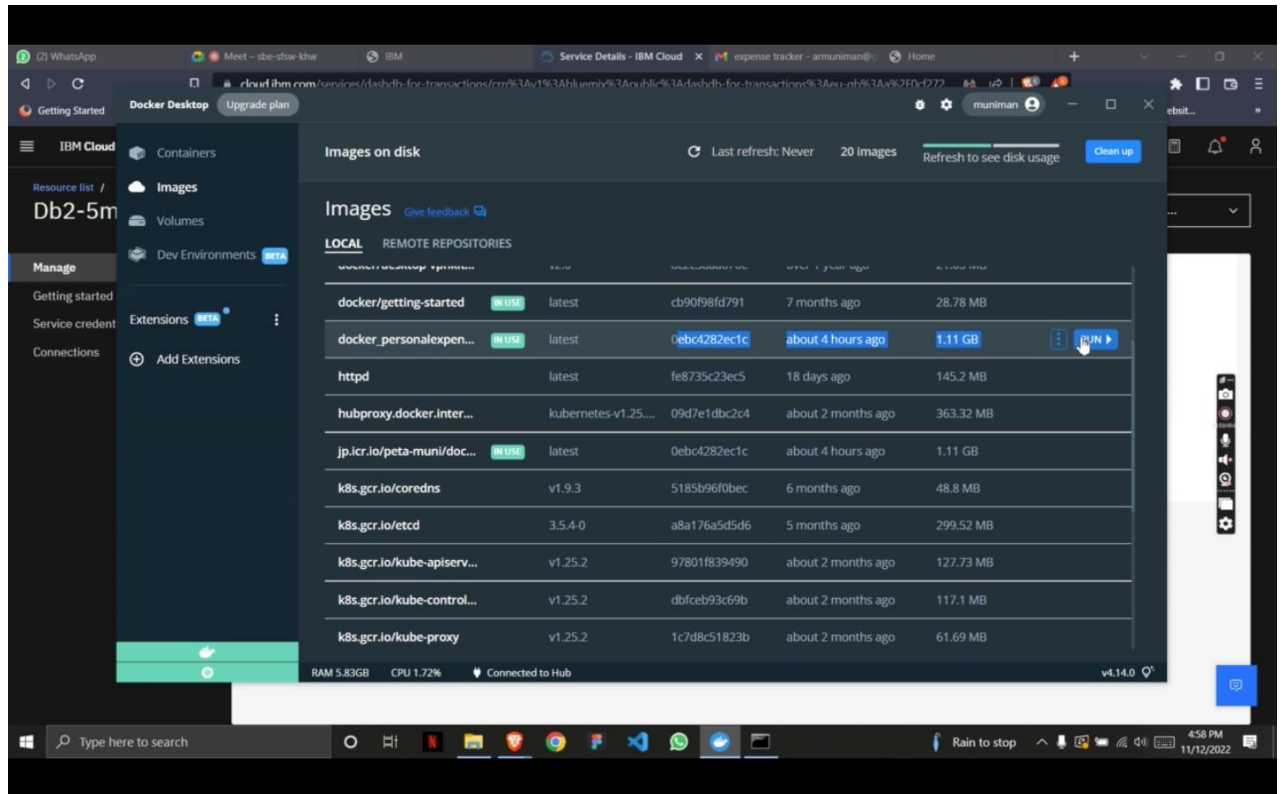 (2) WhatsApp
Meet – sbe-sfsw-khw
IBM
Service Details - IBM Cloud
expense tracker - armuniman@
Home
Getting Started
Docker Desktop
Upgrade plan
muniman
ebsit...
IBM Cloud
Containers
Images on disk
Last refresh: Never
20 images
Refresh to see disk usage
Clean up
Resource list /
Images
Db2-5m
Volumes
Images
Give feedback
Dev Environments BETA
LOCAL
REMOTE REPOSITORIES
Manage
Getting started
Service credent
Connections
Extensions BETA
Add Extensions
docker/getting-started IN USE latest cb90f98fd791 7 months ago 28.78 MB
docker_personalexpen... IN USE latest 0ebc4282ec1c about 4 hours ago 1.11 GB RUN
httpd latest fe8735c23ec5 18 days ago 145.2 MB
hubproxy.docker.inter... kubernetes-v1.25.... 09d7e1dbc2c4 about 2 months ago 363.32 MB
jp.icr.io/peta-muni/doc... IN USE latest 0ebc4282ec1c about 4 hours ago 1.11 GB
k8s.gcr.io/coredns v1.9.3 5185b96f0bec 6 months ago 48.8 MB
k8s.gcr.io/etcd 3.5.4-0 a8a176a5d5d6 5 months ago 299.52 MB
k8s.gcr.io/kube-apiserv... v1.25.2 97801f839490 about 2 months ago 127.73 MB
k8s.gcr.io/kube-control... v1.25.2 dbfceb93c69b about 2 months ago 117.1 MB
k8s.gcr.io/kube-proxy v1.25.2 1c7d8c51823b about 2 months ago 61.69 MB
RAM 5.83GB CPU 1.72% Connected to Hub v4.14.0
Type here to search
Rain to stop
4:58 PM
11/12/2022